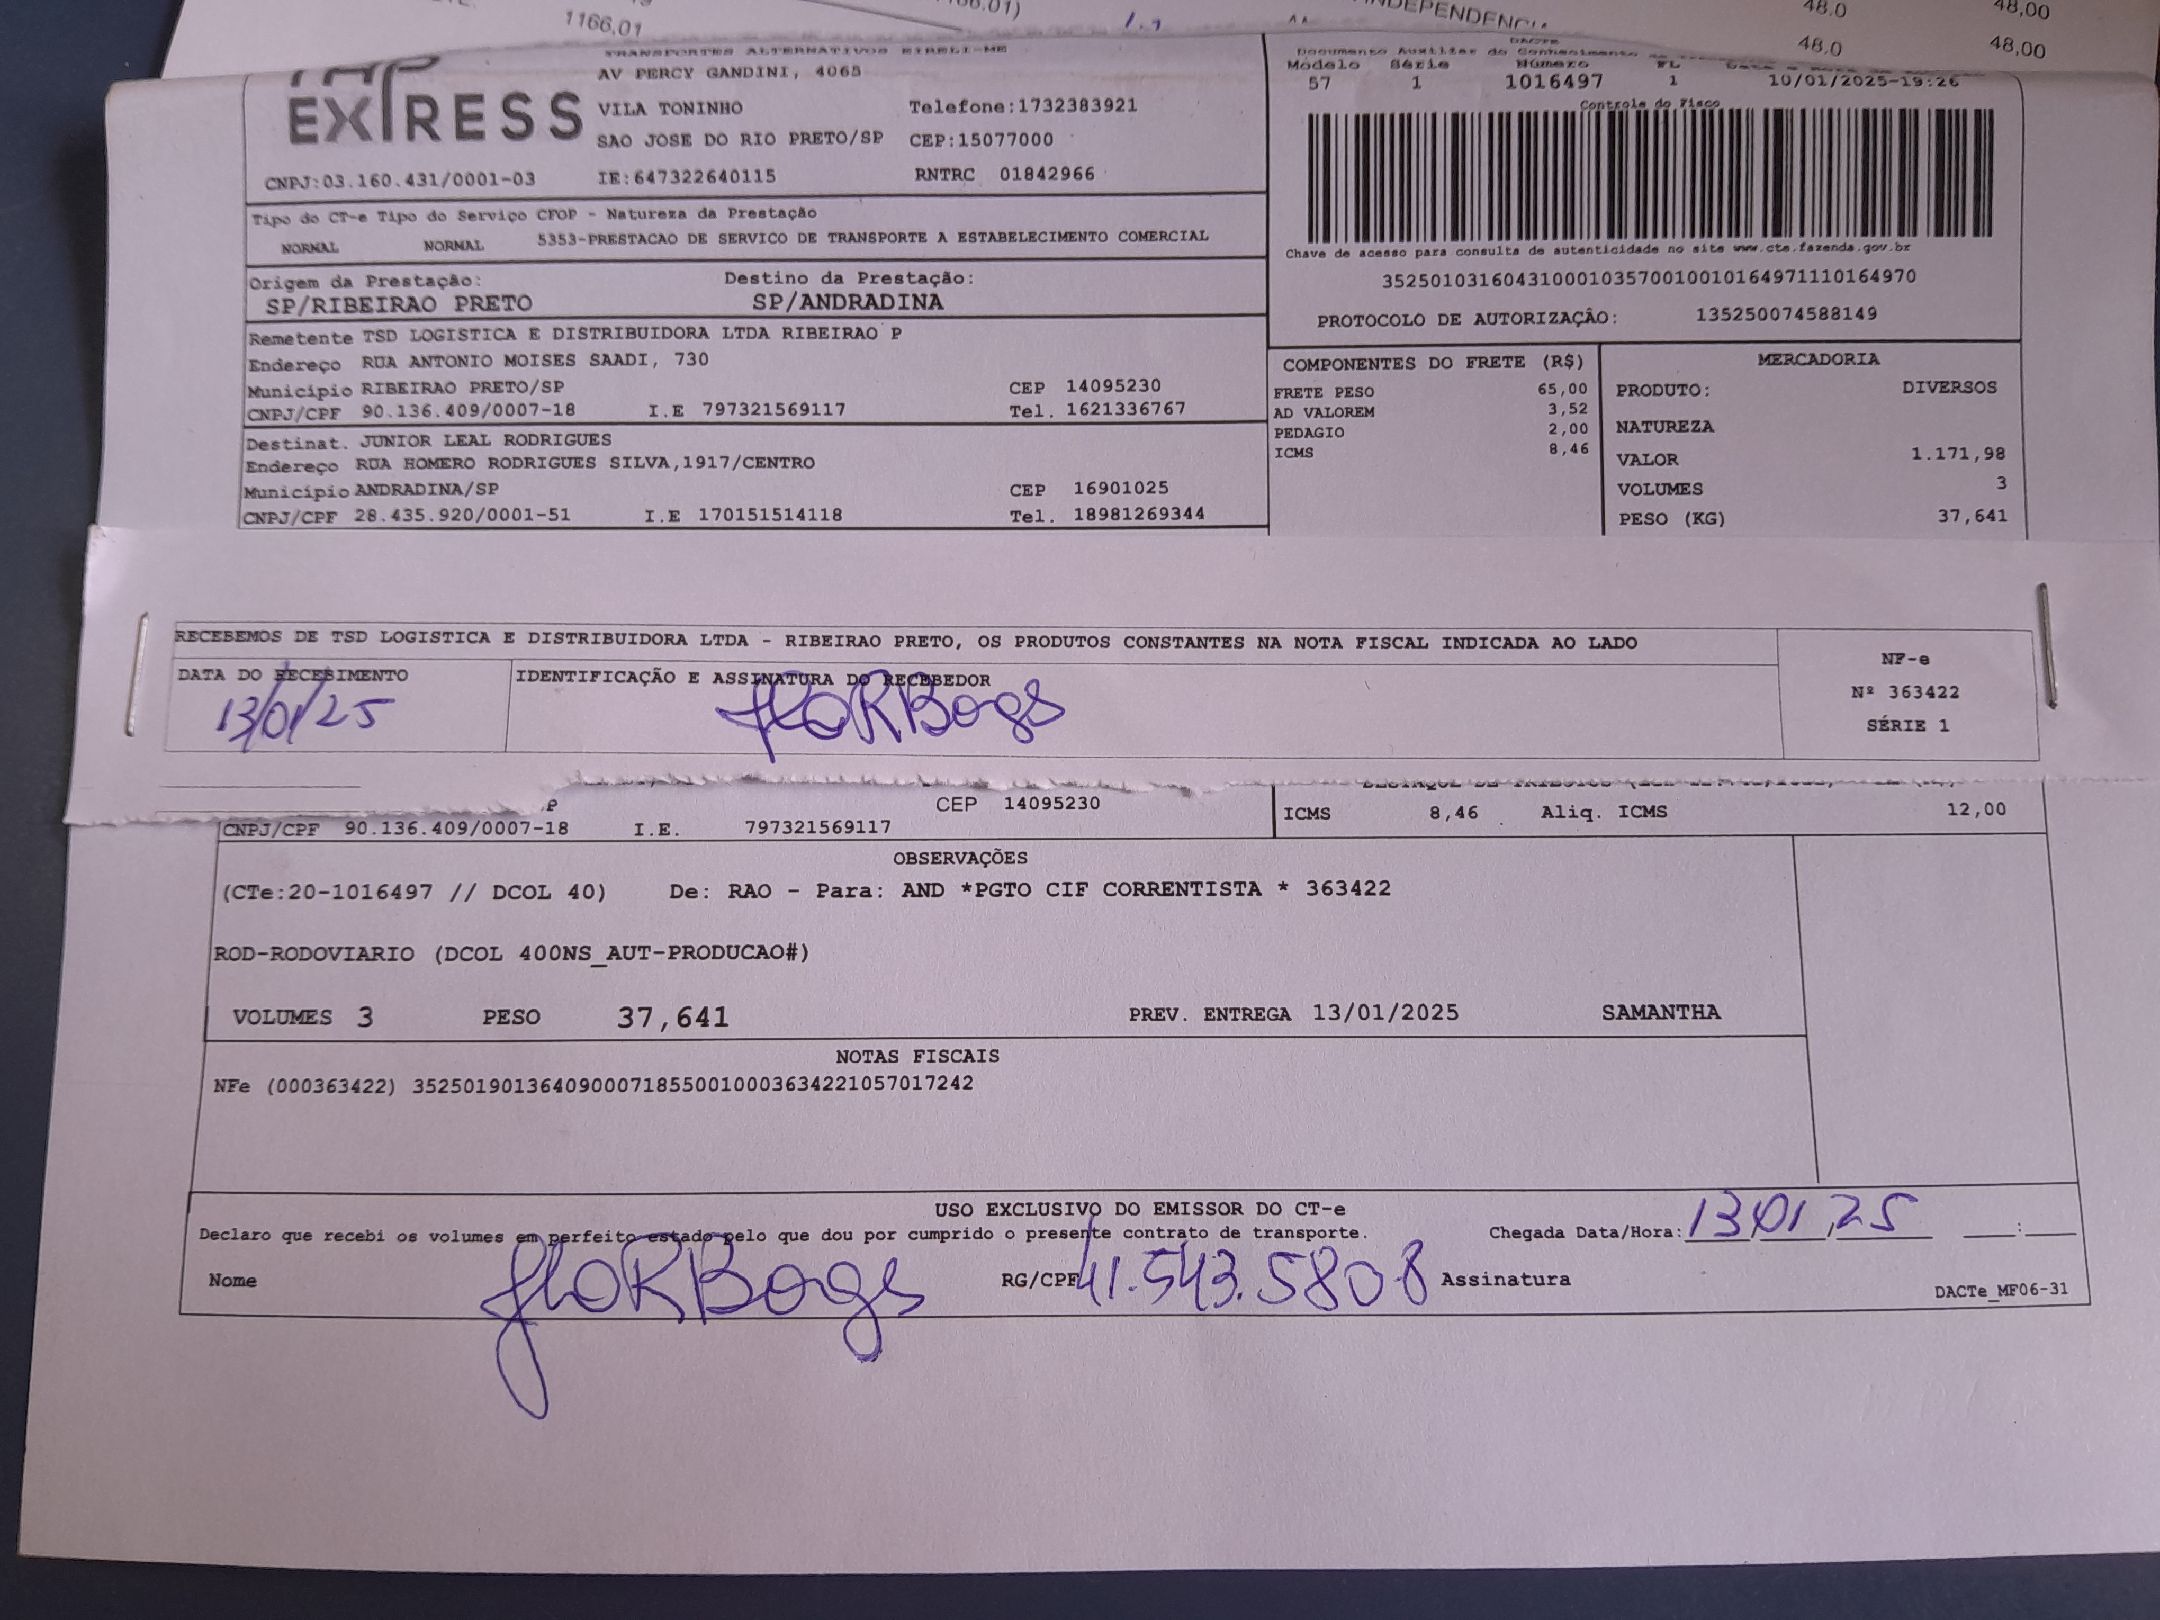 1166,01
48.0 48,00
48.0 48,00
EXPRESS
TRANSPORTES ALTERNATIVOS EIRELI-ME
AV PERCY GANDINI, 4065
VILA TONINHO Telefone:1732383921
SAO JOSE DO RIO PRETO/SP CEP:15077000
CNPJ:03.160.431/0001-03 IE:647322640115 RNTRC 01842966
DACTE
Documento Auxiliar do Conhecimento
Modelo Série Número FL
57 1 1016497 1 10/01/2025-19:26
Controle do Fisco
Chave de acesso para consulta de autenticidade no site www.cte.fazenda.gov.br
35250103160431000103570010010164971110164970
PROTOCOLO DE AUTORIZAÇÃO: 135250074588149
Tipo do CT-e Tipo do Serviço CFOP - Natureza da Prestação
NORMAL NORMAL 5353-PRESTACAO DE SERVICO DE TRANSPORTE A ESTABELECIMENTO COMERCIAL
Origem da Prestação: Destino da Prestação:
SP/RIBEIRAO PRETO SP/ANDRADINA
Remetente TSD LOGISTICA E DISTRIBUIDORA LTDA RIBEIRAO P
Endereço RUA ANTONIO MOISES SAADI, 730
Município RIBEIRAO PRETO/SP CEP 14095230
CNPJ/CPF 90.136.409/0007-18 I.E 797321569117 Tel. 1621336767
Destinat. JUNIOR LEAL RODRIGUES
Endereço RUA HOMERO RODRIGUES SILVA,1917/CENTRO
Município ANDRADINA/SP CEP 16901025
CNPJ/CPF 28.435.920/0001-51 I.E 170151514118 Tel. 18981269344
COMPONENTES DO FRETE (R$)
FRETE PESO 65,00
AD VALOREM 3,52
PEDAGIO 2,00
ICMS 8,46
MERCADORIA
PRODUTO: DIVERSOS
NATUREZA
VALOR 1.171,98
VOLUMES 3
PESO (KG) 37,641
RECEBEMOS DE TSD LOGISTICA E DISTRIBUIDORA LTDA - RIBEIRAO PRETO, OS PRODUTOS CONSTANTES NA NOTA FISCAL INDICADA AO LADO
DATA DO RECEBIMENTO IDENTIFICAÇÃO E ASSINATURA DO RECEBEDOR
13/01/25
NF-e
Nº 363422
SÉRIE 1
CEP 14095230
CNPJ/CPF 90.136.409/0007-18 I.E. 797321569117
ICMS 8,46 Aliq. ICMS 12,00
OBSERVAÇÕES
(CTe:20-1016497 // DCOL 40) De: RAO - Para: AND *PGTO CIF CORRENTISTA * 363422
ROD-RODOVIARIO (DCOL 400NS_AUT-PRODUCAO#)
VOLUMES 3 PESO 37,641 PREV. ENTREGA 13/01/2025 SAMANTHA
NOTAS FISCAIS
NFe (000363422) 35250190136409000718550010003634221057017242
USO EXCLUSIVO DO EMISSOR DO CT-e
Declaro que recebi os volumes em perfeito estado pelo que dou por cumprido o presente contrato de transporte. Chegada Data/Hora: 13,01,25 :
Nome RG/CPF 41.543.5808 Assinatura
DACTe_MF06-31